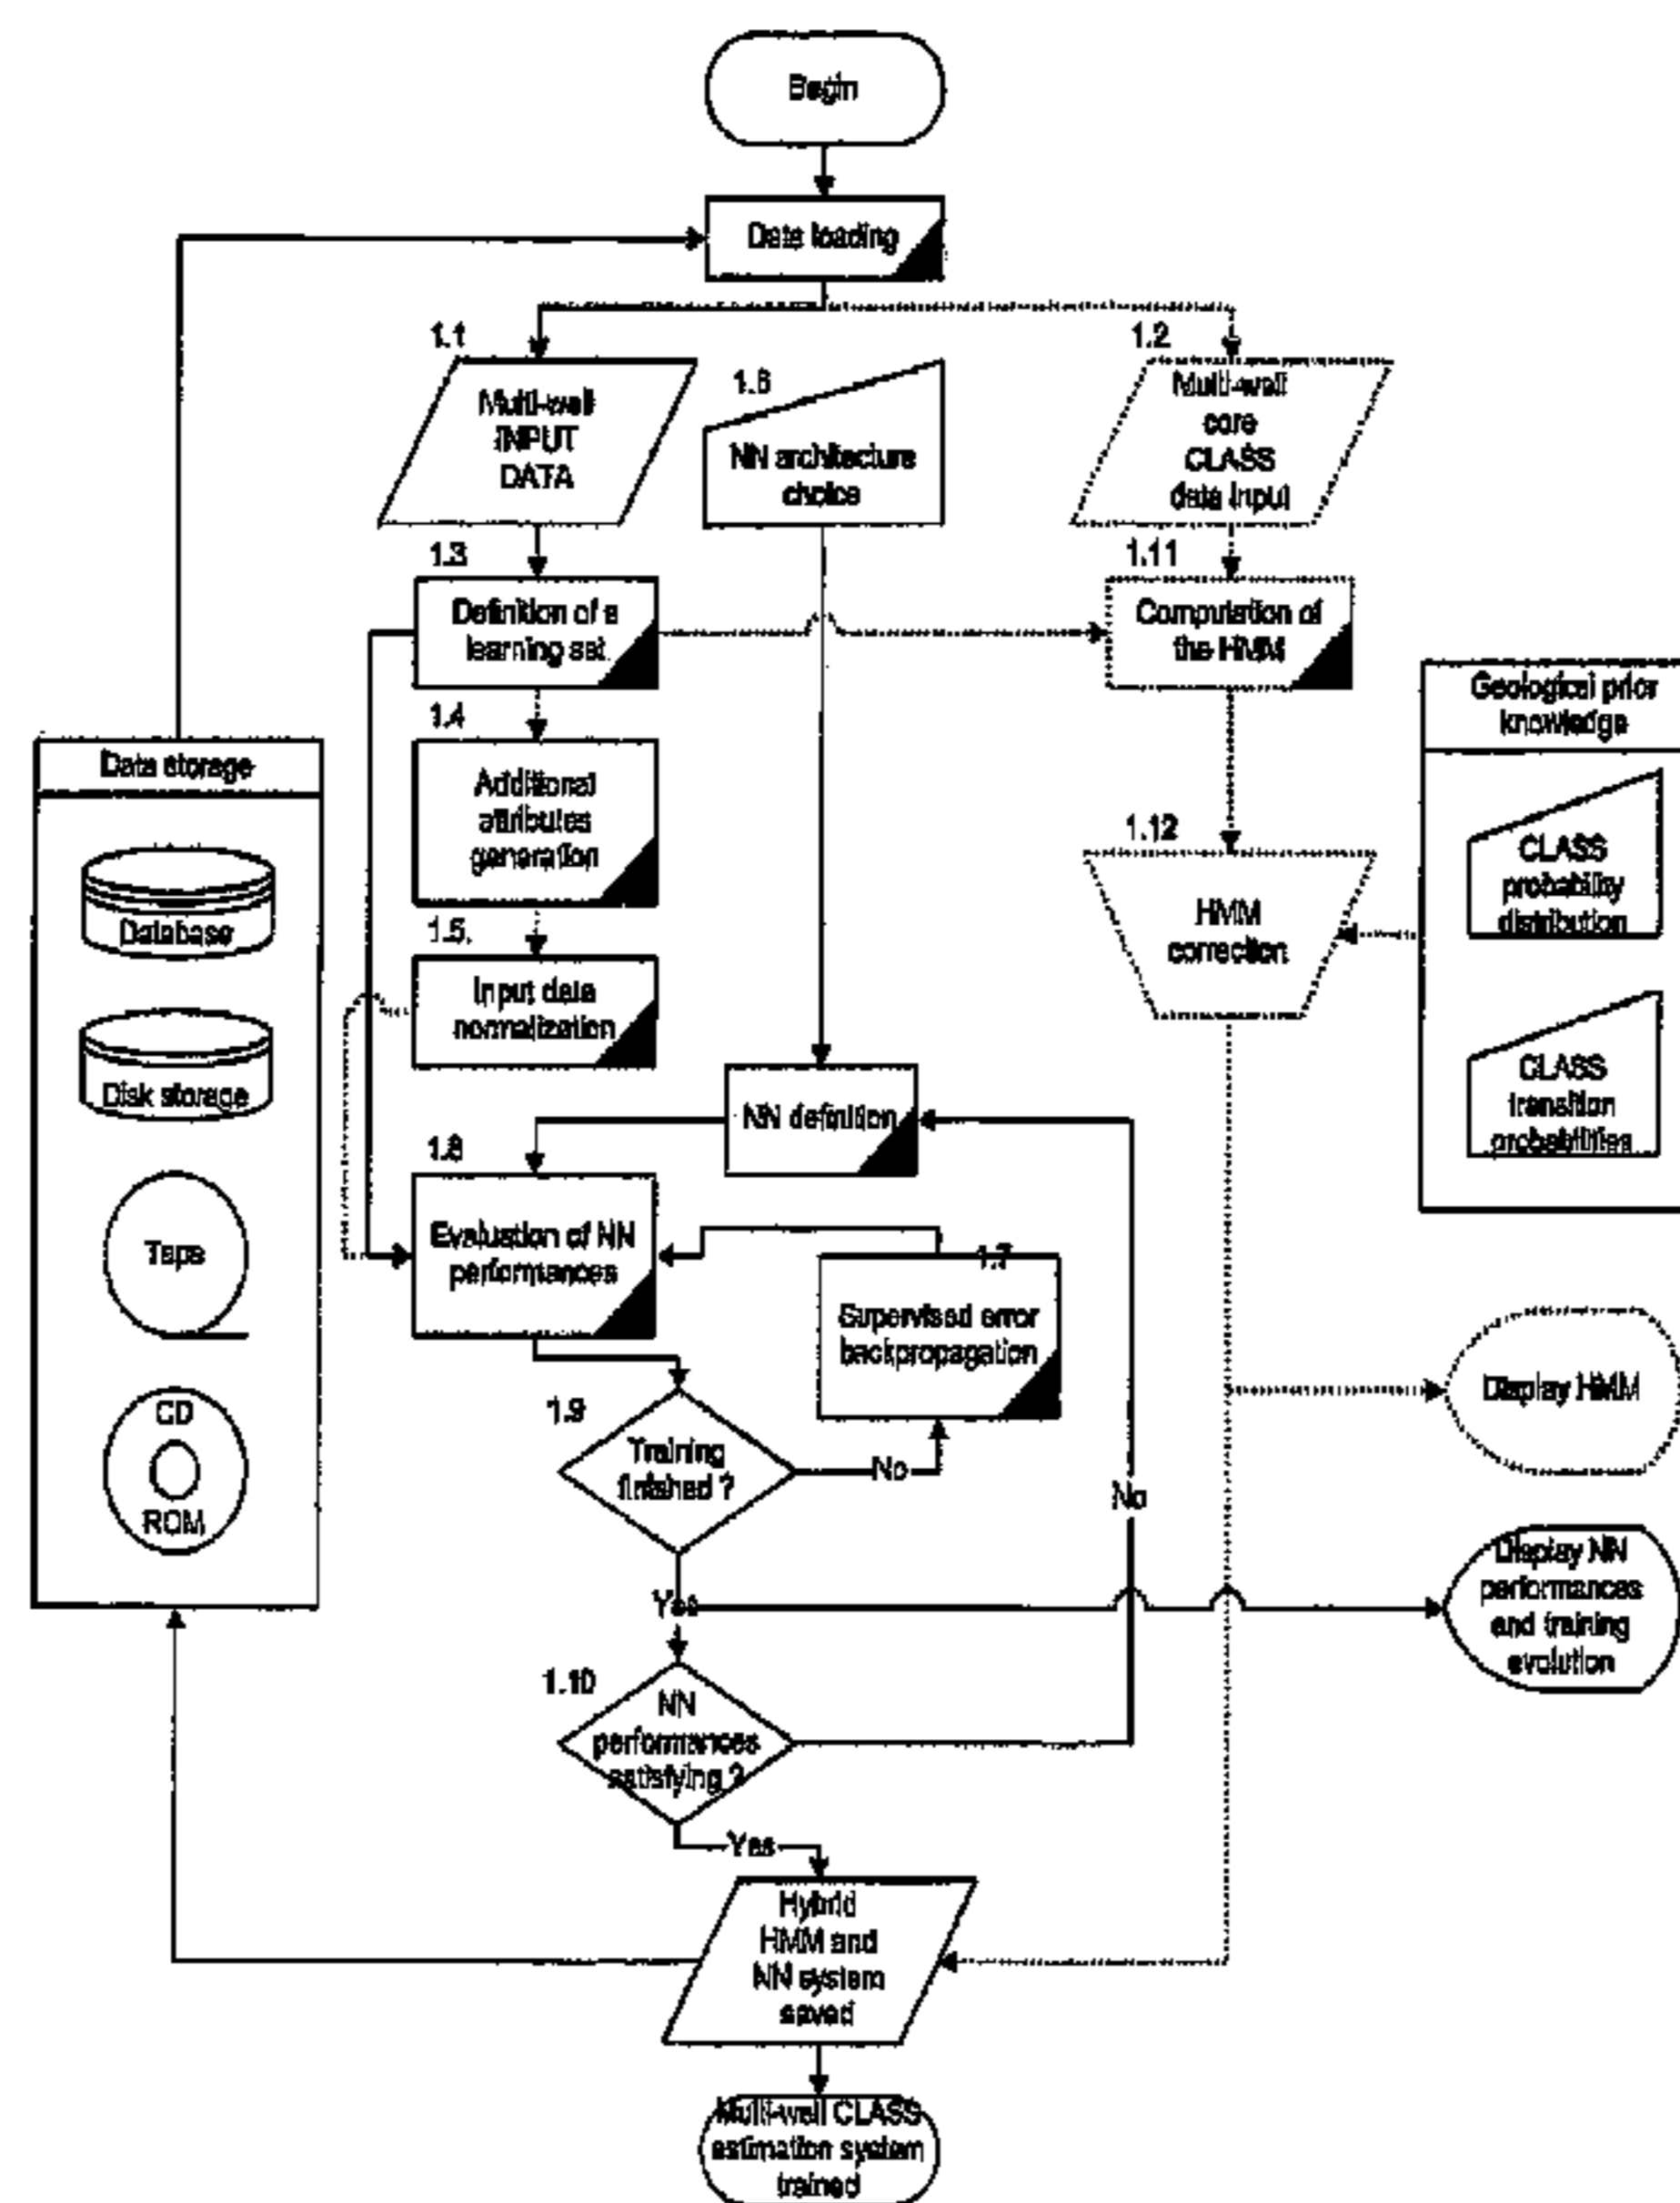 Begin
Data loading
1.1
Multi-well
INPUT
DATA
1.6
NN architecture
choice
1.2
Multi-well
core
CLASS
data input
1.3
Definition of a
learning set
1.11
Computation of
the HMM
Geological prior
knowledge
CLASS
probability
distribution
CLASS
transition
probabilities
1.4
Additional
attributes
generation
1.12
HMM
correction
Data storage
Database
Disk storage
Tape
CD
ROM
1.5.
Input data
normalization
NN definition
1.8
Evaluation of NN
performances
1.7
Supervised error
backpropagation
Display HMM
1.9
Training
finished ?
No
No
Yes
Display NN
performances
and training
evolution
1.10
NN
performances
satisfying ?
Yes
Hybrid
HMM and
NN system
saved
Multi-well CLASS
estimation system
trained